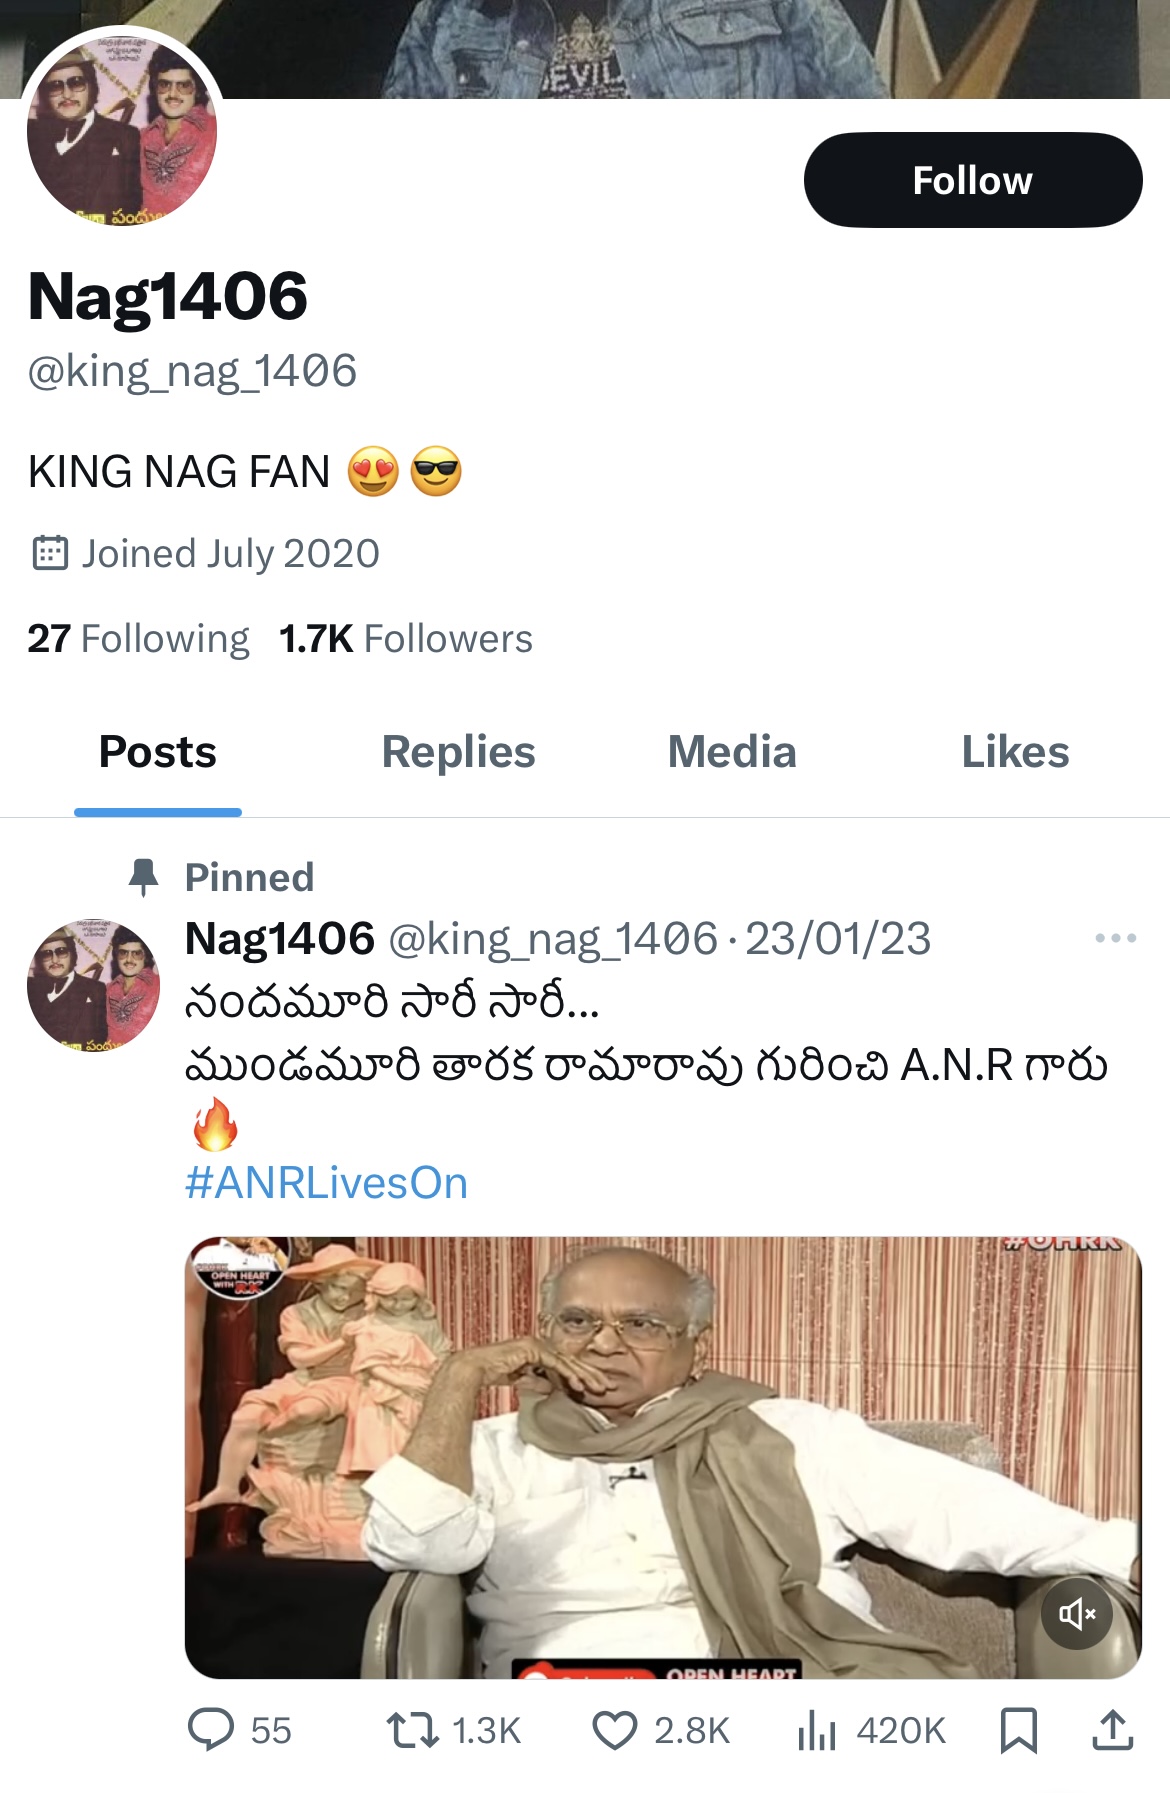 EVIL
పందులు
Follow
Nag1406
@king_nag_1406
KING NAG FAN 😍😎
Joined July 2020
27 Following 1.7K Followers
Posts Replies Media Likes
Pinned
Nag1406 @king_nag_1406 · 23/01/23
నందమూరి సారీ సారీ...
ముండమూరి తారక రామారావు గురించి A.N.R గారు
🔥
#ANRLivesOn
#OHRK
OPEN HEART
WITH RK
OPEN HEART
55 1.3K 2.8K 420K